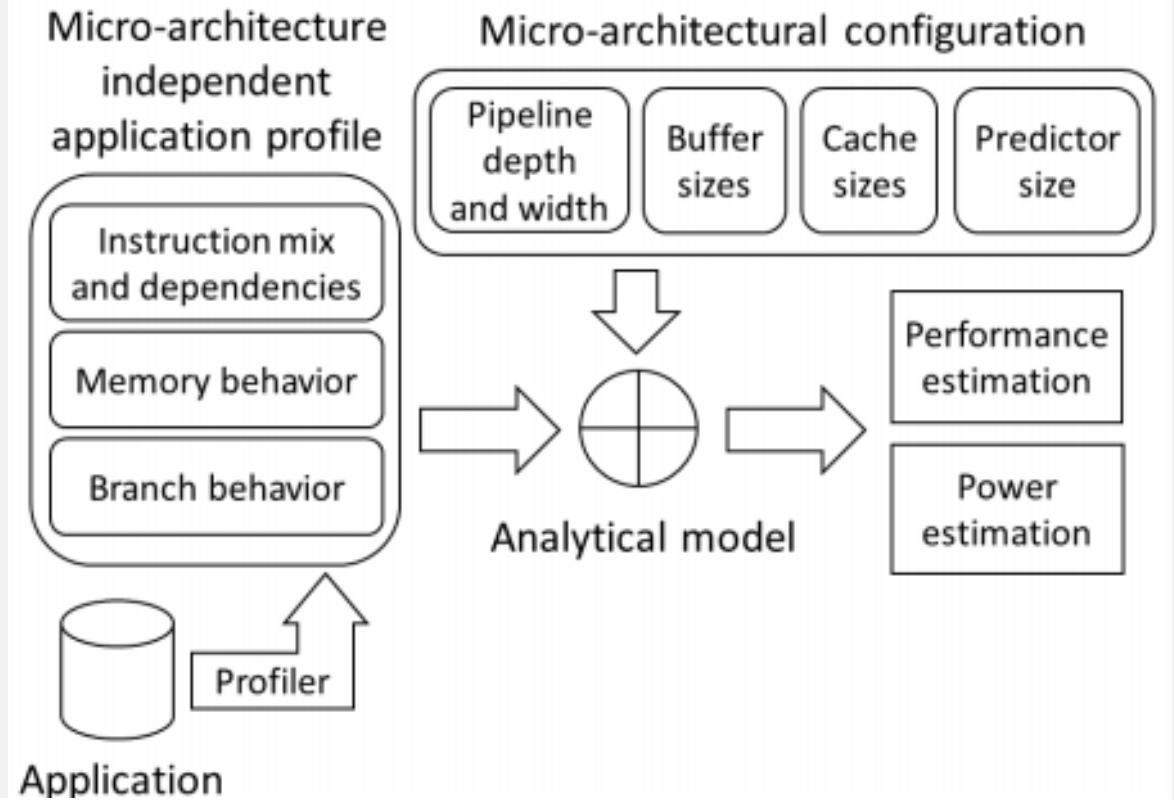 Micro-architecture
independent
application profile
Instruction mix
and dependencies
Memory behavior
Branch behavior
Profiler
Application
Micro-architectural configuration
Pipeline
depth
and width
Buffer
sizes
Cache
sizes
Predictor
size
Analytical model
Performance
estimation
Power
estimation